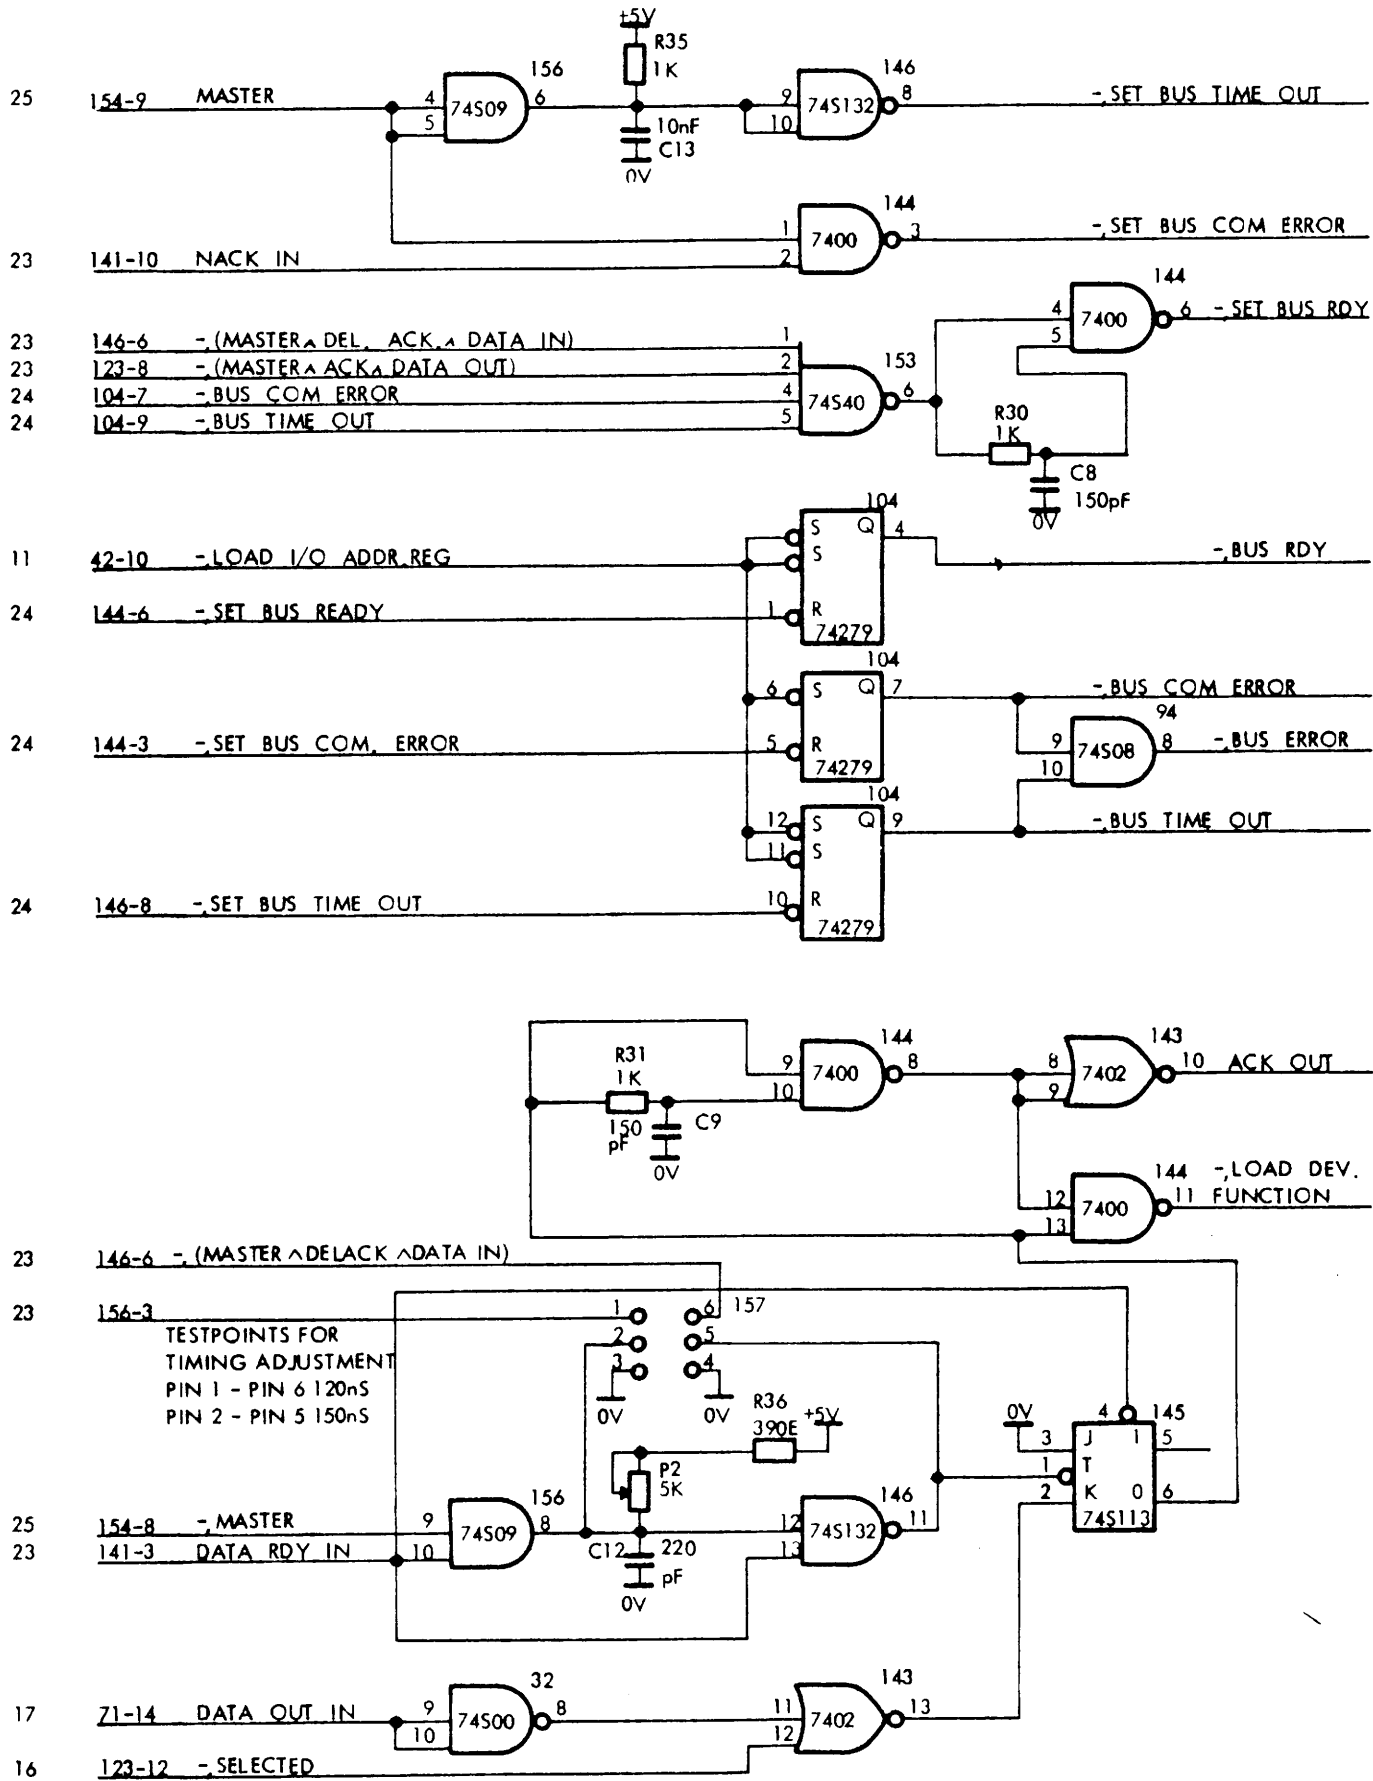 +5V
R35
1K
156
146
25 154-9 MASTER 4 74S09 6 9 74S132 8 -,SET BUS TIME OUT
5 10
10nF
C13
0V
144
1 7400 3 -,SET BUS COM ERROR
23 141-10 NACK IN 2
144
4 7400 6 -,SET BUS RDY
5
23 146-6 -,(MASTER∧DEL. ACK.∧ DATA IN) 1
23 123-8 -,(MASTER∧ACK∧DATA OUT) 2 153
24 104-7 -,BUS COM ERROR 4 74S40 6
24 104-9 -,BUS TIME OUT 5
R30
1K
C8
150pF
0V
104
S Q 4
S
11 42-10 -,LOAD I/O ADDR.REG -,BUS RDY
24 144-6 -,SET BUS READY 1 R
74279
104
6 S Q 7 -,BUS COM ERROR
94
24 144-3 -,SET BUS COM. ERROR 5 R 9 74S08 8 -,BUS ERROR
74279 10
104
12 S Q 9 -,BUS TIME OUT
11 S
24 146-8 -,SET BUS TIME OUT 10 R
74279
144 143
R31
1K
9 7400 8 8 7402 10 ACK OUT
10 9
150
pF
C9
0V
144 -,LOAD DEV.
12 7400 11 FUNCTION
13
23 146-6 -,(MASTER∧DELACK∧DATA IN)
23 156-3 1 6 157
TESTPOINTS FOR 2 5
TIMING ADJUSTMENT 3 4
PIN 1 - PIN 6 120nS
PIN 2 - PIN 5 150nS
0V 0V
R36
390E
+5V
0V
4 145
3 J 1 5
1 T
2 K 0 6
74S113
P2
5K
156 146
25 154-8 -,MASTER 9 74S09 8 12 74S132 11
23 141-3 DATA RDY IN 10 13
C12 220
pF
0V
32 143
17 71-14 DATA OUT IN 9 74S00 8 11 7402 13
10 12
16 123-12 -,SELECTED